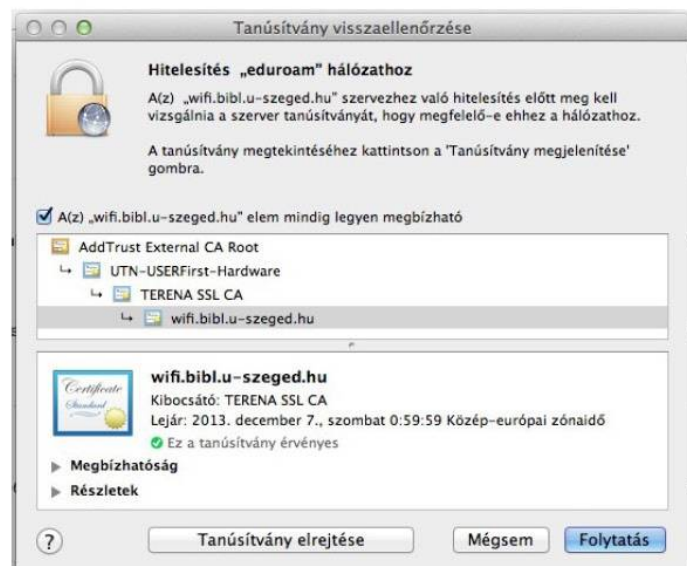 Tanúsítvány visszaellenőrzése
Hitelesítés „eduroam” hálózathoz
A(z) „wifi.bibl.u-szeged.hu” szervezhez való hitelesítés előtt meg kell
vizsgálnia a szerver tanúsítványát, hogy megfelelő-e ehhez a hálózathoz.
A tanúsítvány megtekintéséhez kattintson a 'Tanúsítvány megjelenítése'
gombra.
A(z) „wifi.bibl.u-szeged.hu” elem mindig legyen megbízható
AddTrust External CA Root
UTN-USERFirst-Hardware
TERENA SSL CA
wifi.bibl.u-szeged.hu
Certificate
Standard
wifi.bibl.u-szeged.hu
Kibocsátó: TERENA SSL CA
Lejár: 2013. december 7., szombat 0:59:59 Közép-európai zónaidő
Ez a tanúsítvány érvényes
Megbízhatóság
Részletek
? Tanúsítvány elrejtése Mégsem Folytatás